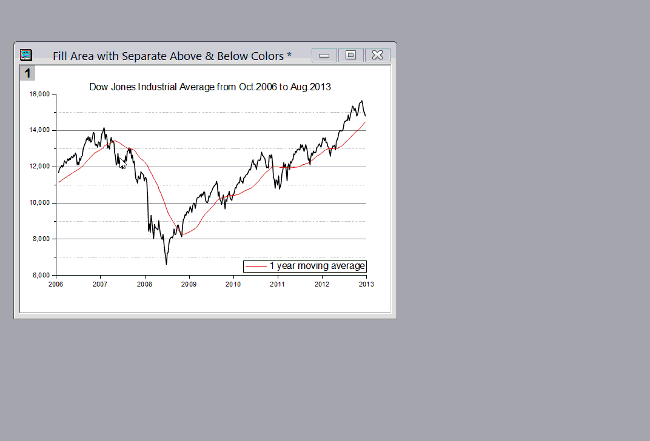 Fill Area with Separate Above & Below Colors *
1
Dow Jones Industrial Average from Oct 2006 to Aug 2013
16,000
14,000
12,000
10,000
8,000
6,000
1 year moving average
2006 2007 2008 2009 2010 2011 2012 2013